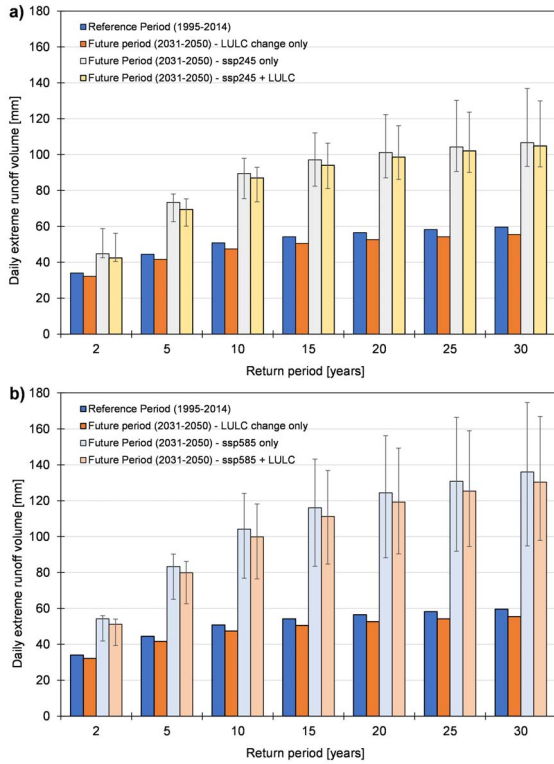 a)
180
160
140
120
100
80
60
40
20
0
Daily extreme runoff volume [mm]
Reference Period (1995-2014)
Future period (2031-2050) - LULC change only
Future Period (2031-2050) - ssp245 only
Future Period (2031-2050) - ssp245 + LULC
2 5 10 15 20 25 30
Return period [years]
b)
180
160
140
120
100
80
60
40
20
0
Daily extreme runoff volume [mm]
Reference Period (1995-2014)
Future period (2031-2050) - LULC change only
Future Period (2031-2050) - ssp585 only
Future Period (2031-2050) - ssp585 + LULC
2 5 10 15 20 25 30
Return period [years]